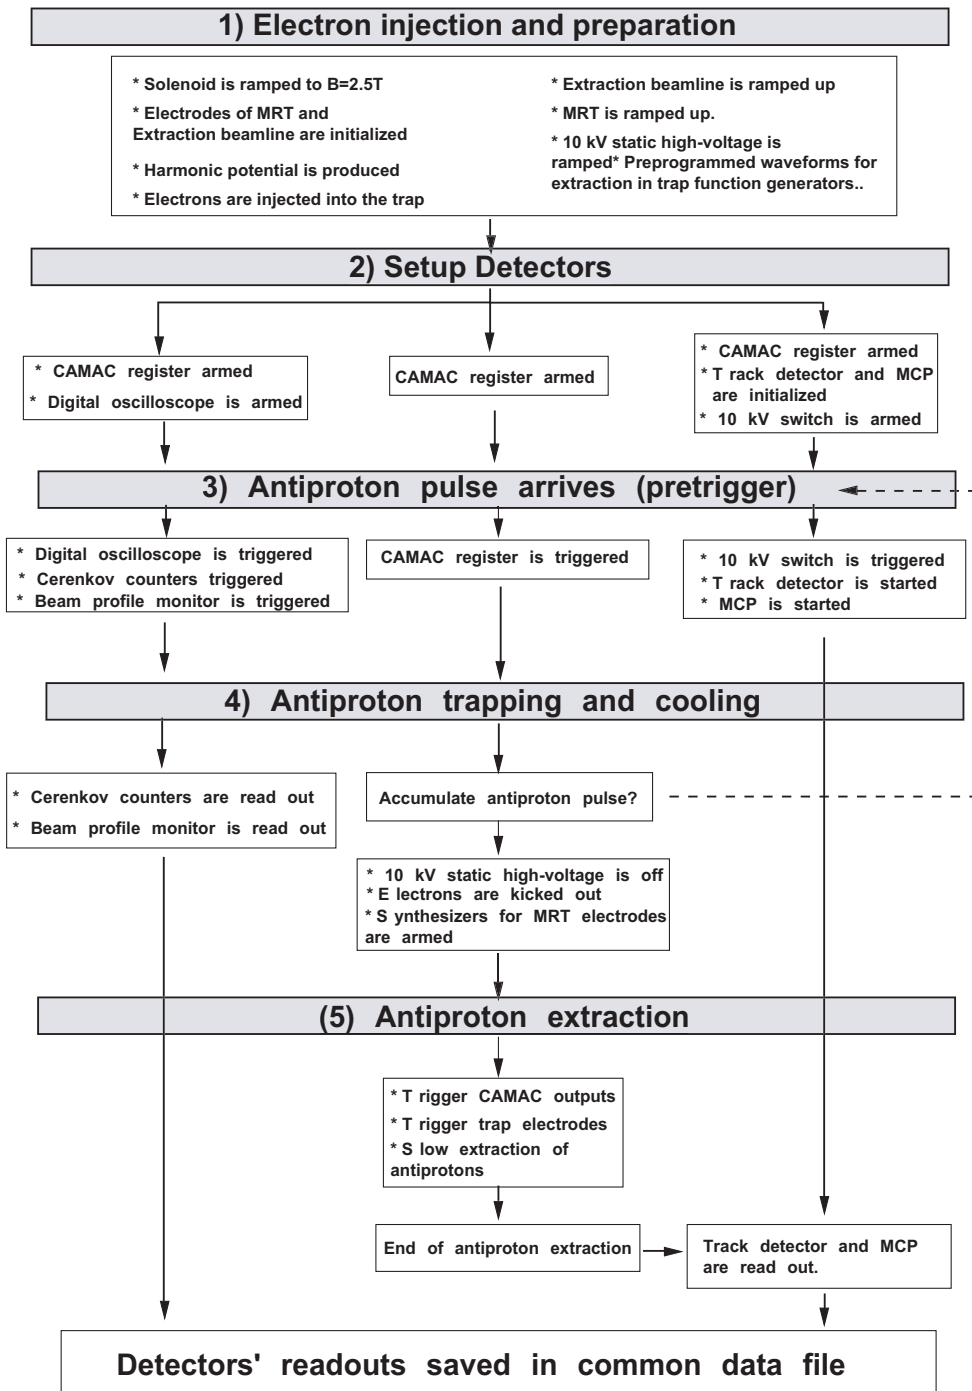 1) Electron injection and preparation
* Solenoid is ramped to B=2.5T
* Electrodes of MRT and
Extraction beamline are initialized
* Harmonic potential is produced
* Electrons are injected into the trap
* Extraction beamline is ramped up
* MRT is ramped up.
* 10 kV static high-voltage is
ramped* Preprogrammed waveforms for
extraction in trap function generators..
2) Setup Detectors
* CAMAC register armed
* Digital oscilloscope is armed
CAMAC register armed
* CAMAC register armed
* T rack detector and MCP
are initialized
* 10 kV switch is armed
3) Antiproton pulse arrives (pretrigger)
* Digital oscilloscope is triggered
* Cerenkov counters triggered
* Beam profile monitor is triggered
CAMAC register is triggered
* 10 kV switch is triggered
* T rack detector is started
* MCP is started
4) Antiproton trapping and cooling
* Cerenkov counters are read out
* Beam profile monitor is read out
Accumulate antiproton pulse?
* 10 kV static high-voltage is off
* E lectrons are kicked out
* S ynthesizers for MRT electrodes
are armed
(5) Antiproton extraction
* T rigger CAMAC outputs
* T rigger trap electrodes
* S low extraction of
antiprotons
End of antiproton extraction
Track detector and MCP
are read out.
Detectors' readouts saved in common data file